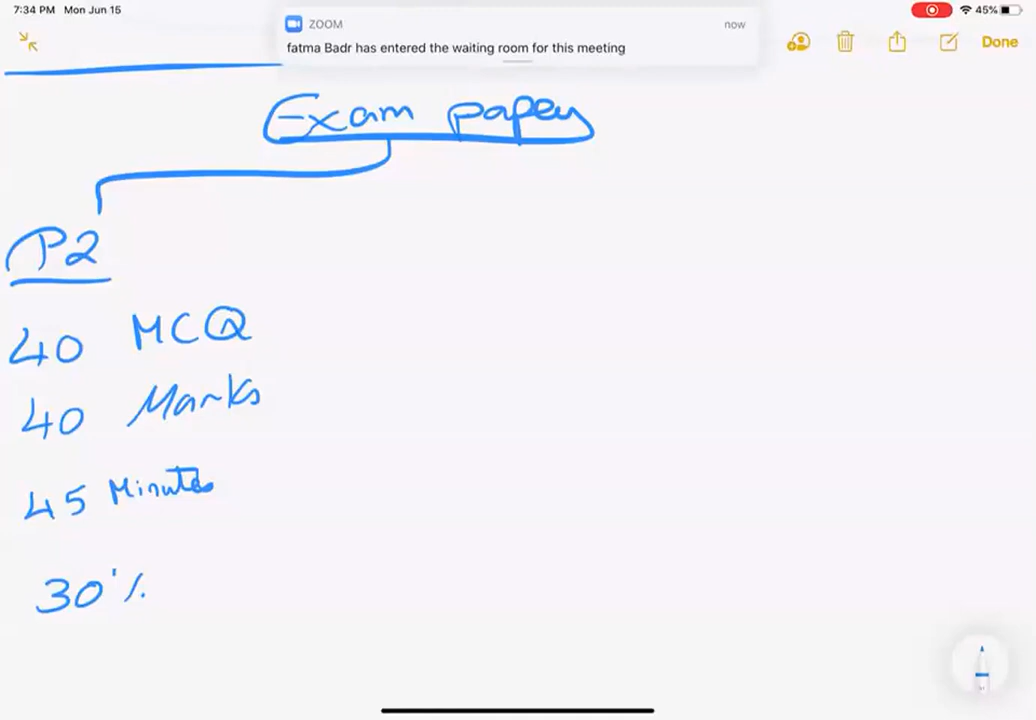 7:34 PM Mon Jun 15
45%
ZOOM
now
fatma Badr has entered the waiting room for this meeting
Done
Exam papers
P2
40 MCQ
40 Marks
45 Minutes
30%